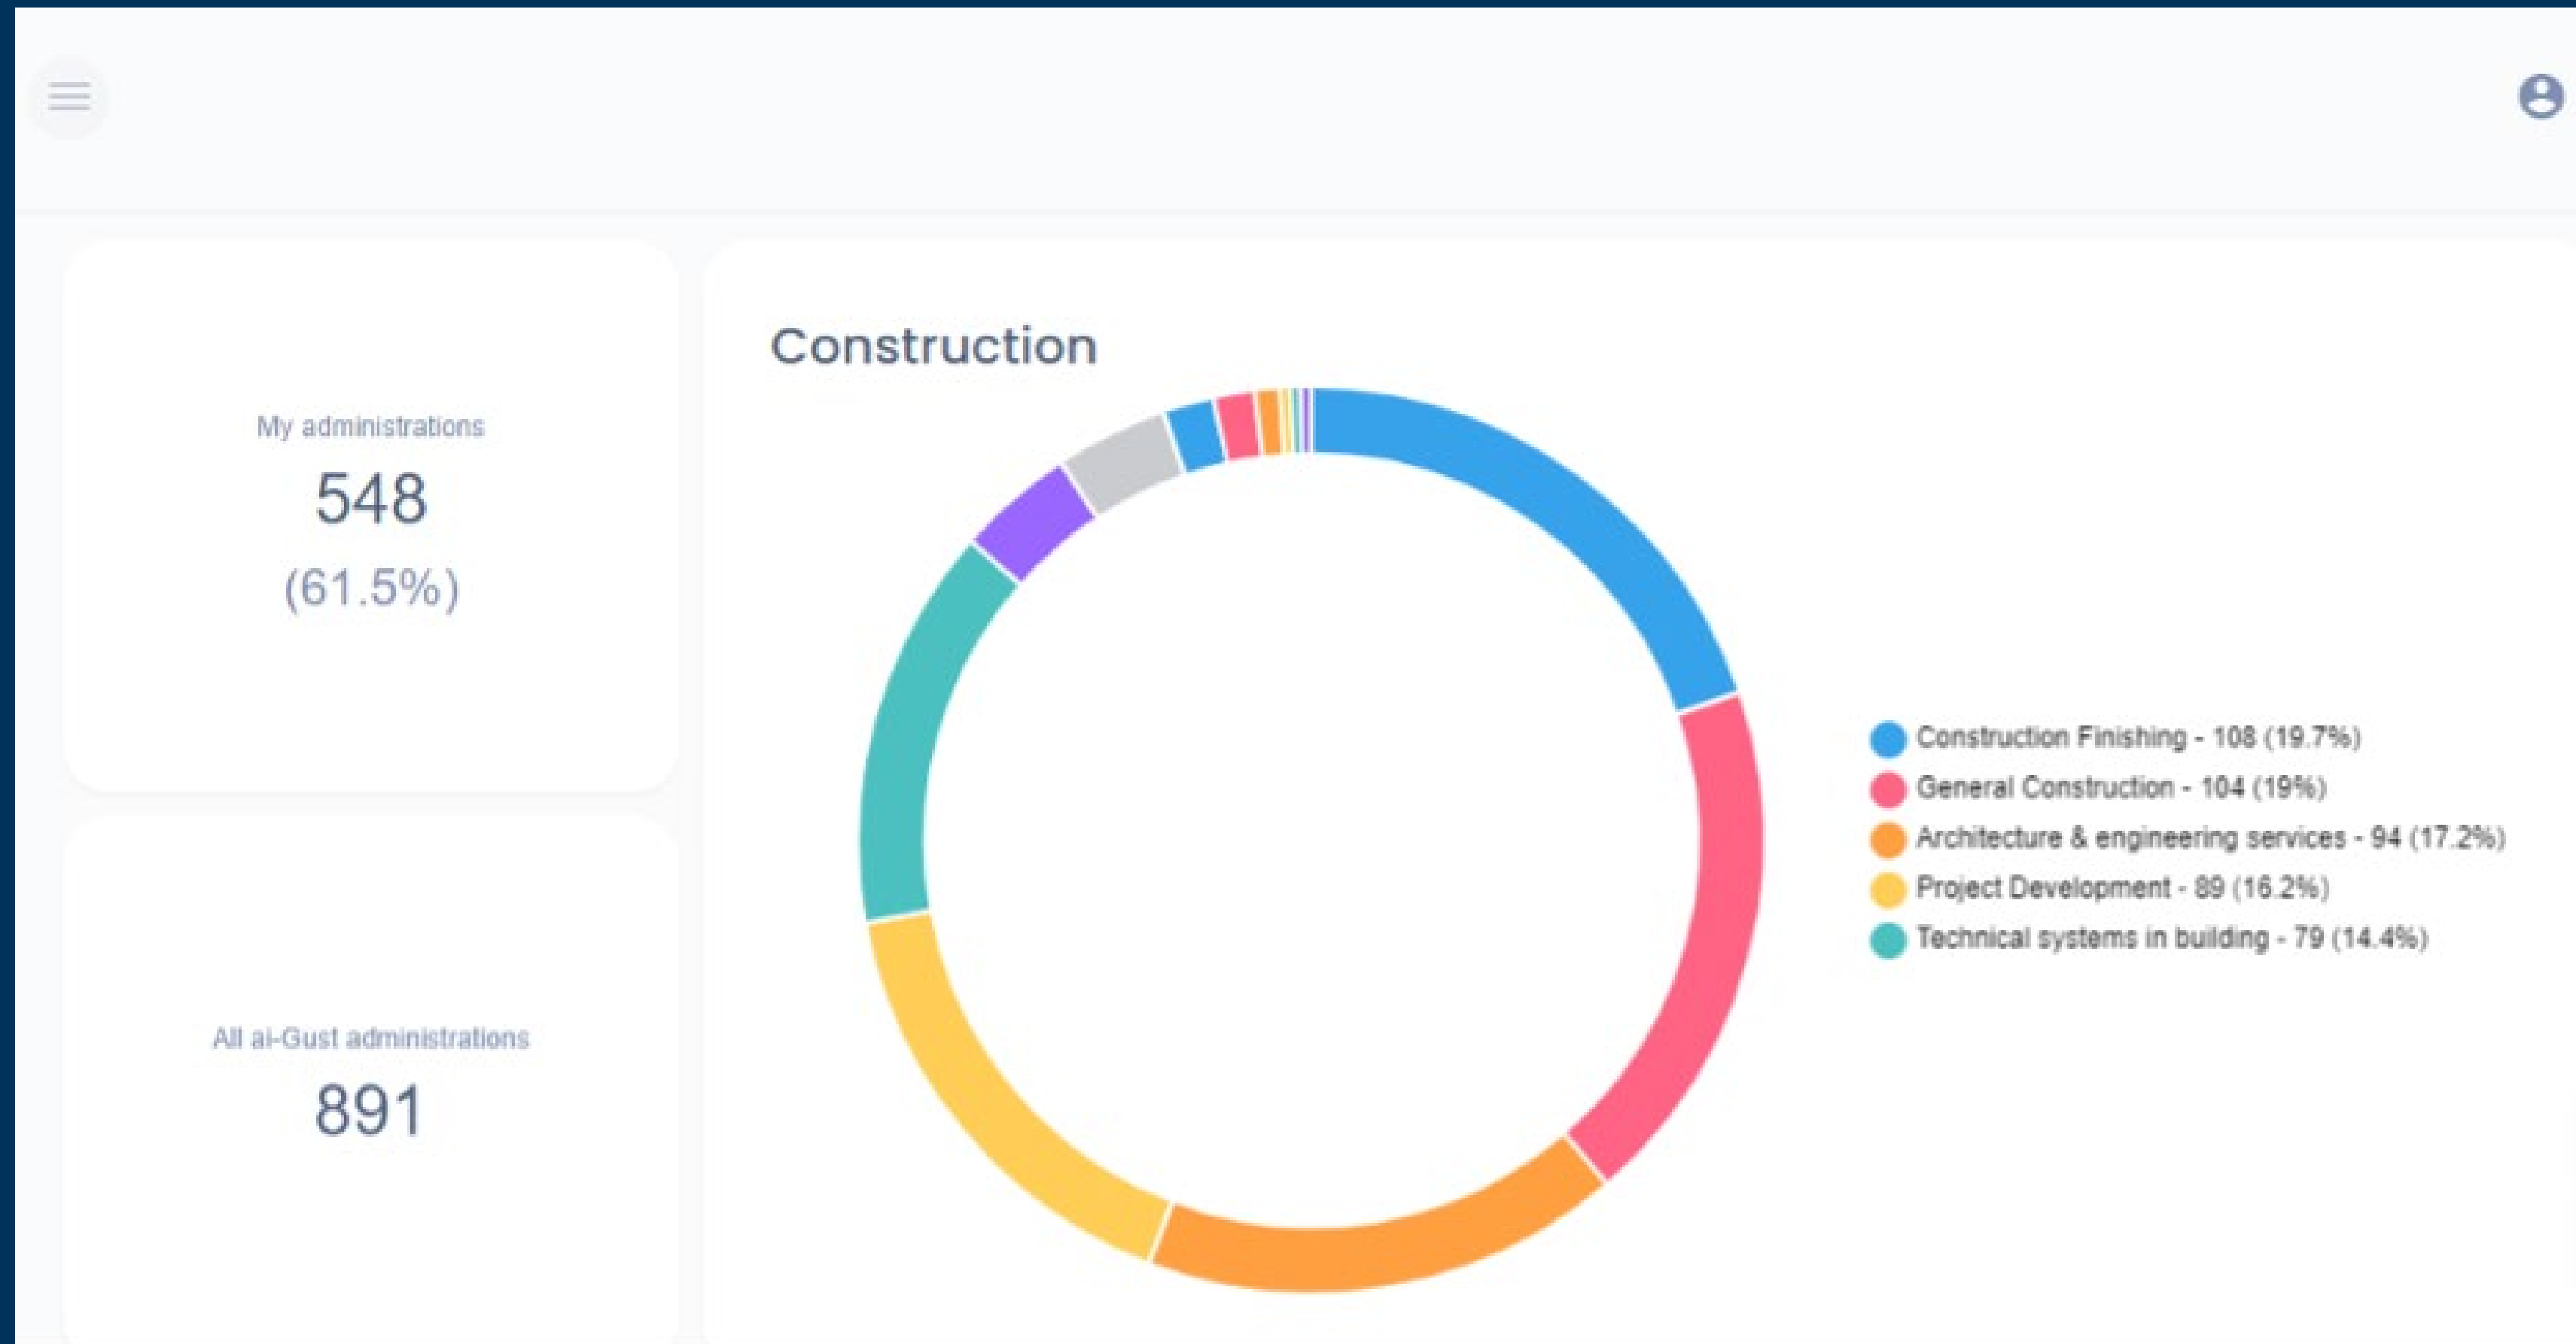 My administrations
548
(61.5%)
All ai-Gust administrations
891
Construction
Construction Finishing - 108 (19.7%)
General Construction - 104 (19%)
Architecture & engineering services - 94 (17.2%)
Project Development - 89 (16.2%)
Technical systems in building - 79 (14.4%)